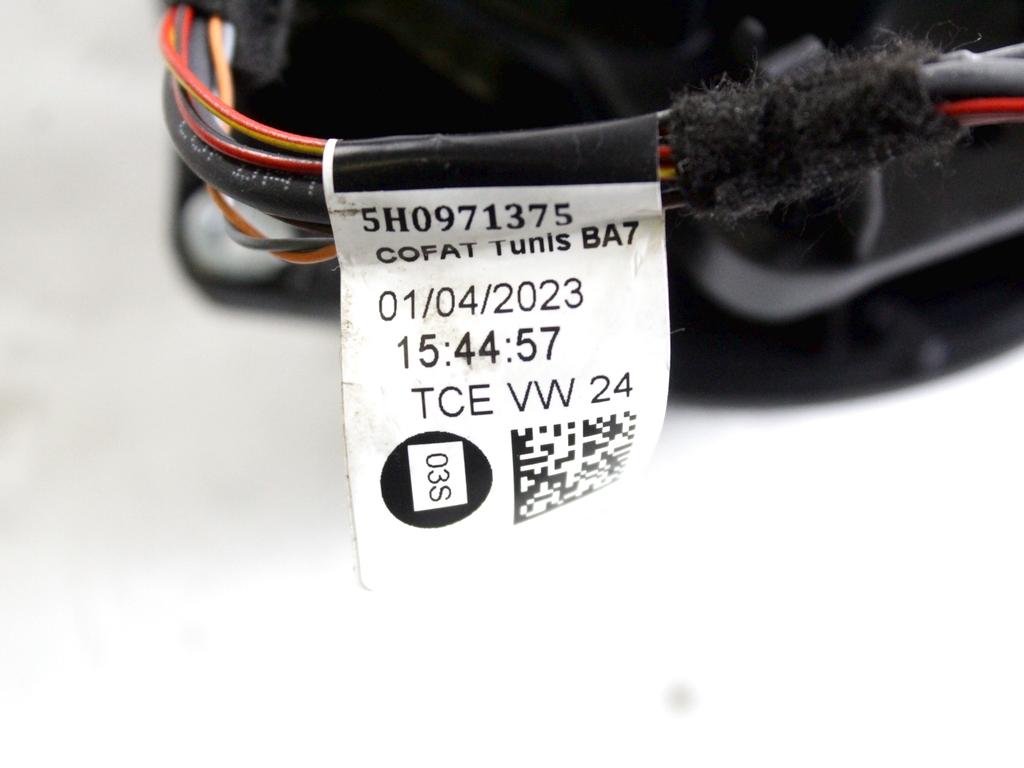 5H0971375
COFAT Tunis BA7
01/04/2023
15:44:57
TCE VW 24
03S